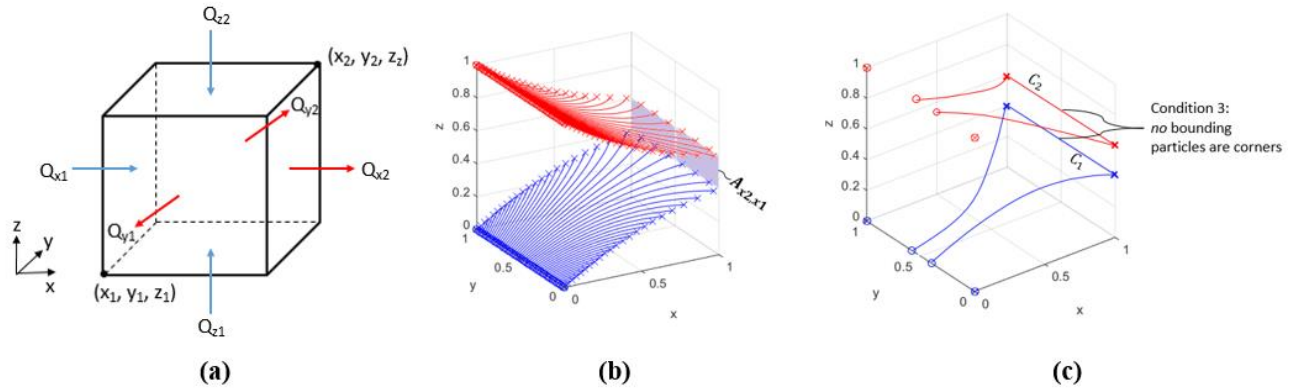 Q_z2
(x_2, y_2, z_z)
Q_y2
Q_x1
Q_x2
Q_y1
z
y
x
(x_1, y_1, z_1)
Q_z1
(a)
1
0.8
0.6
z
0.4
0.2
0
1
0.5
y
0
0
0.5
x
1
A_x2,x1
(b)
1
0.8
0.6
z
0.4
0.2
0
1
0.5
y
0
0
0.5
x
1
C_2
C_1
Condition 3:
no bounding
particles are corners
(c)